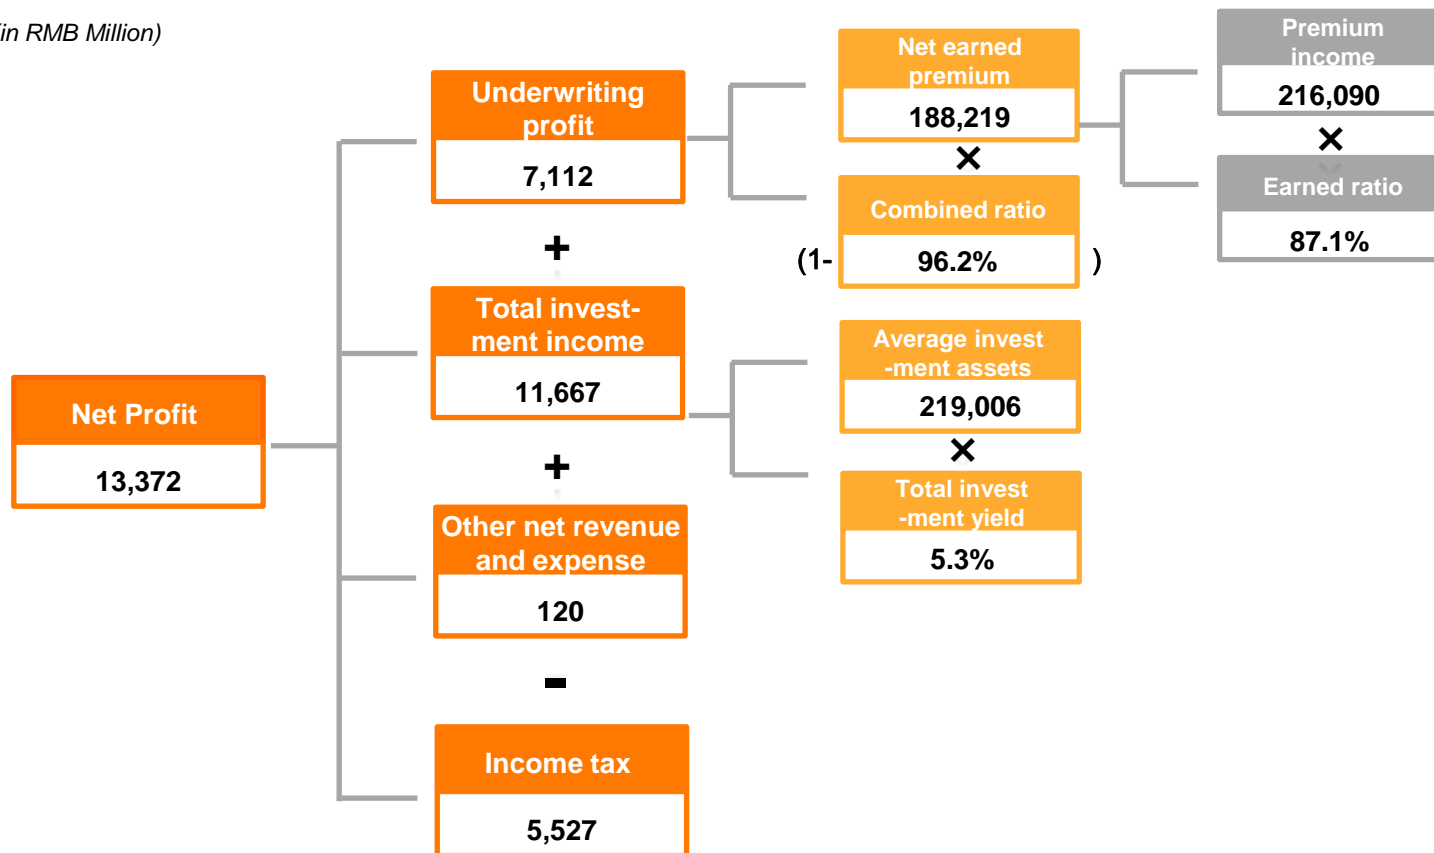 in RMB Million)
Net Profit
13,372
Underwriting
profit
7,112
+
Total invest-
ment income
11,667
+
Other net revenue
and expense
120
-
Income tax
5,527
Net earned
premium
188,219
×
Combined ratio
(1- 96.2% )
Average invest
-ment assets
219,006
×
Total invest
-ment yield
5.3%
Premium
income
216,090
×
Earned ratio
87.1%